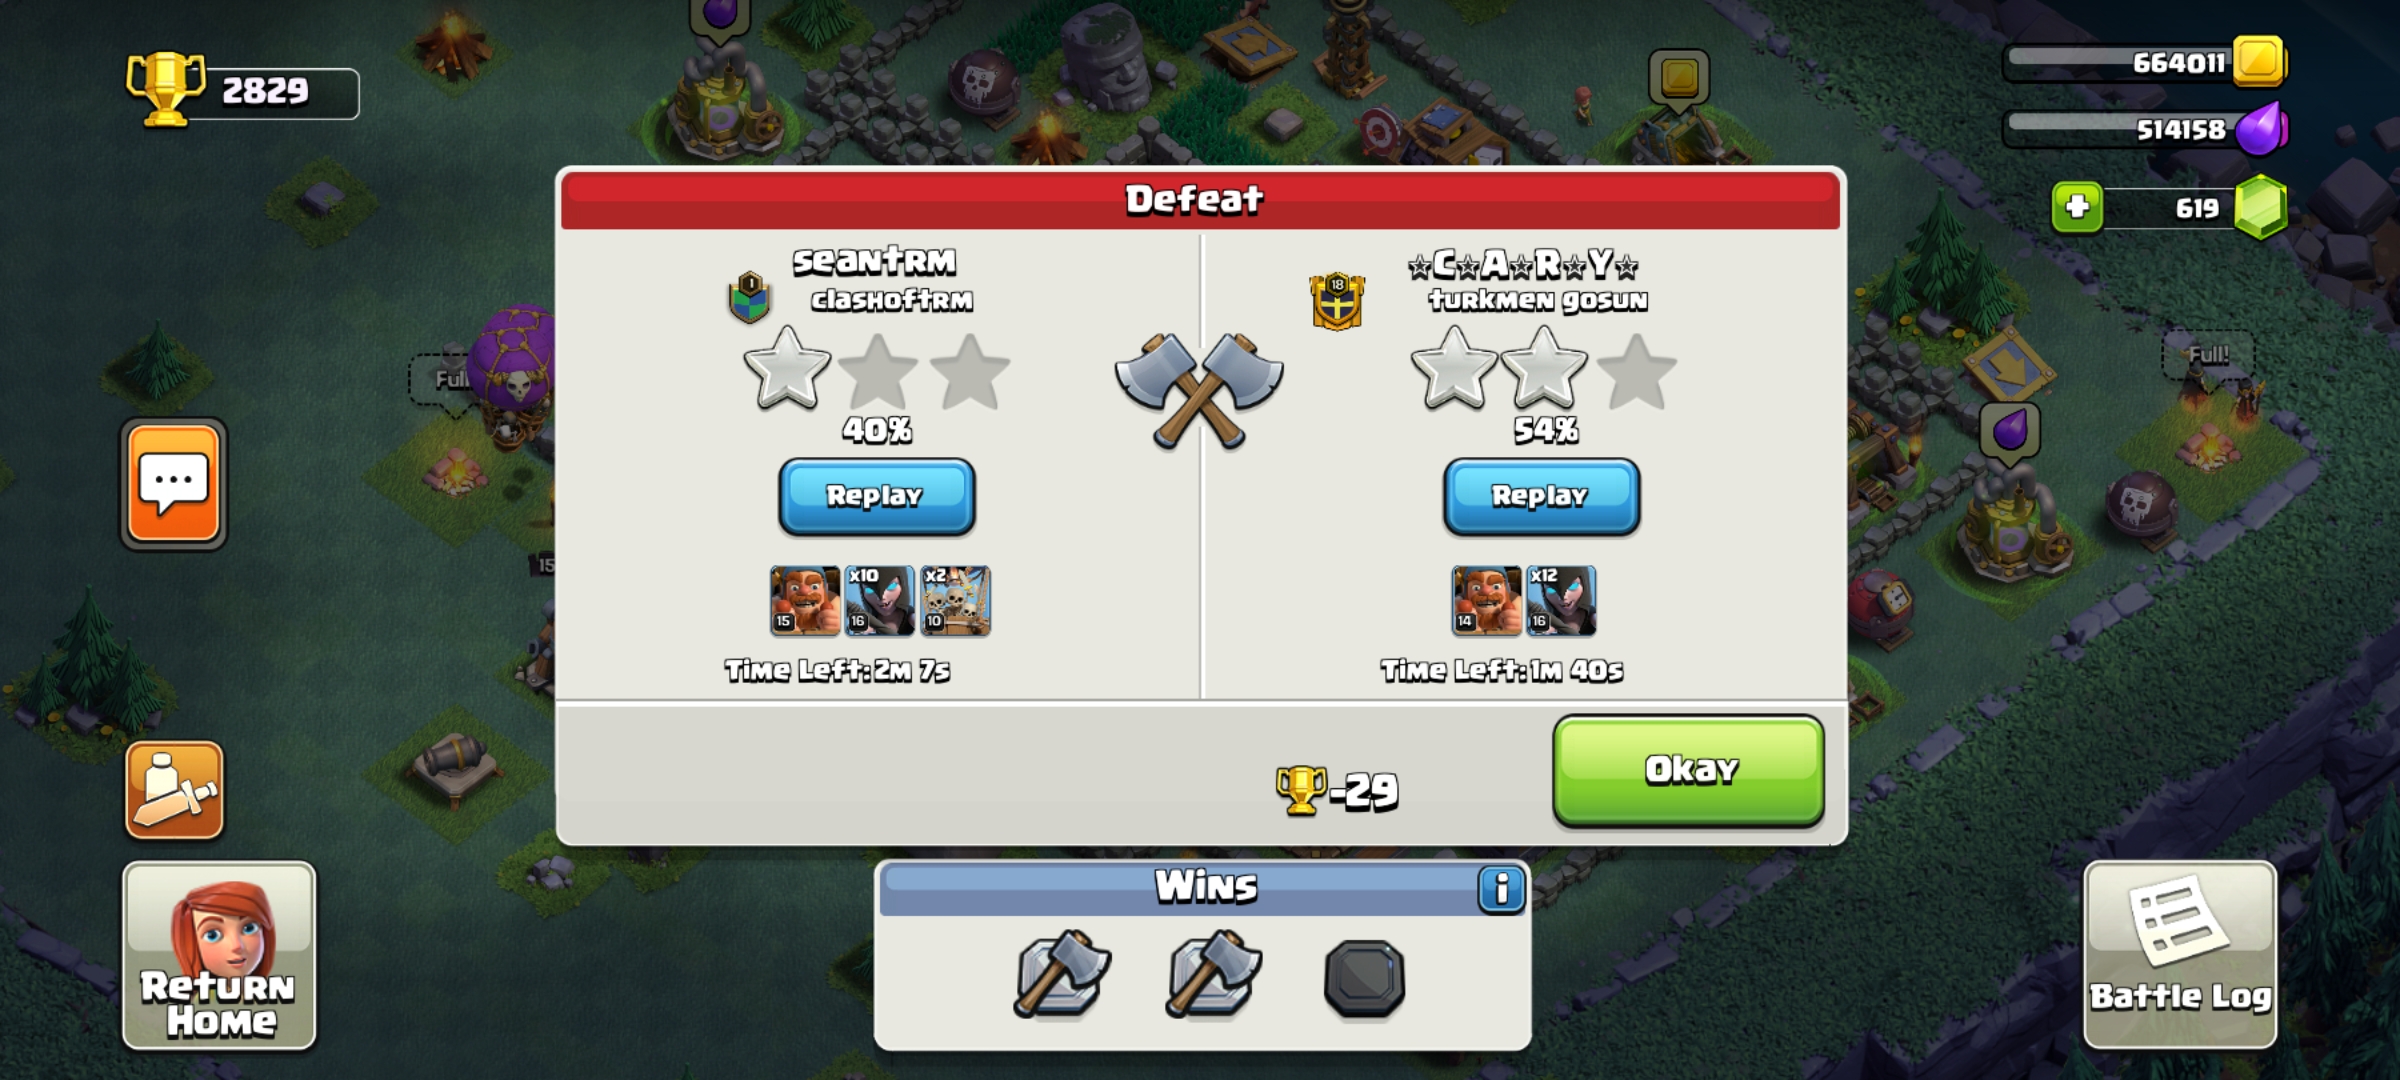 2829
664011
514158
619
Defeat
seantrm
1
clashoftrm
40%
Replay
15
x10
16
x2
10
Time Left:2m 7s
☆C☆A☆R☆Y☆
18
turkmen gosun
54%
Replay
14
x12
16
Time Left:1m 40s
Full!
Full
15
-29
Okay
Wins
i
Return
Home
Battle Log